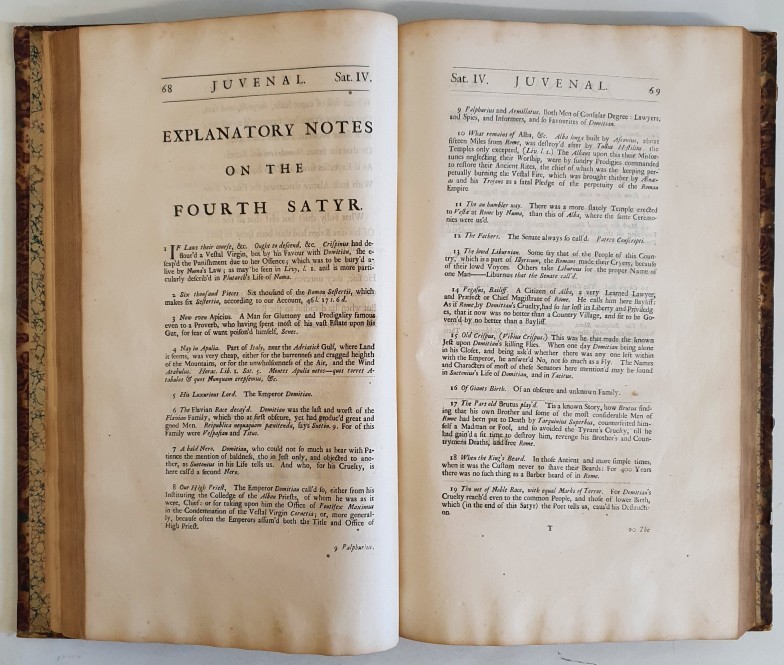 68 JUVENAL. Sat. IV.
EXPLANATORY NOTES
ON THE
FOURTH SATYR.
1 IF Laws their course, &c. Ought to descend, &c. Crispinus had de-
flour'd a Vestal Virgin, but by his Favour with Domitian, she e-
scap'd the Punishment due to her Offence; which was to be bury'd a-
live by Numa's Law; as may be seen in Livy, l. 1. and is more parti-
cularly describ'd in Plutarch's Life of Numa.
2 Six thousand Pieces Six thousand of the Roman Sestertii, which
makes six Sestertia, according to our Account, 46 l. 17 s. 6 d.
3 Now even Apicius. A Man for Gluttony and Prodigality famous
even to a Proverb, who having spent most of his vast Estate upon his
Gut, for fear of want poison'd himself, Senec.
4 Nay in Apulia. Part of Italy, near the Adriatick Gulf, where Land
it seems, was very cheap, either for the barrenness and cragged heighth
of the Mountains, or for the unwholsomness of the Air, and the Wind
Atabulus. Horat. Lib. 1. Sat. 5. Montes Apulia notos—quos torret A-
tabulus & quos Nunquam erepsemus, &c.
5 His Luxurious Lord. The Emperor Domitian.
6 The Flavian Race decay'd. Domitian was the last and worst of the
Flavian Family, which tho at first obscure, yet had produc'd great and
good Men. Reipublica nequaquam pœnitenda, says Sueton. 9. For of this
Family were Vespasian and Titus.
7 A bald Nero. Domitian, who could not so much as hear with Pa-
tience the mention of baldness, tho in Jest only, and objected to ano-
ther, as Suetonius in his Life tells us. And who, for his Cruelty, is
here call'd a second Nero.
8 Our High Priest. The Emperor Domitian call'd so, either from his
Instituting the Colledge of the Alban Priests, of whom he was as it
were, Chief: or for taking upon him the Office of Pontifex Maximus
in the Condemnation of the Vestal Virgin Cornelia; or, more general-
ly, because often the Emperors assum'd both the Title and Office of
High Priest.
9 Palphurius.
Sat. IV. JUVENAL. 69
9 Palphurius and Armillatus. Both Men of Consular Degree: Lawyers,
and Spies, and Informers, and so Favourites of Domitian.
10 What remains of Alba, &c. Alba longa built by Ascanius, about
fifteen Miles from Rome, was destroy'd after by Tullus Hostilius the
Temples only excepted, (Liv. l. 1.) The Albans upon this their Misfor-
tunes neglecting their Worship, were by sundry Prodigies commanded
to restore their Ancient Rites, the chief of which was the keeping per-
petually burning the Vestal Fire, which was brought thither by Æneas
and his Trojans as a fatal Pledge of the perpetuity of the Roman
Empire
11 The an humbler way. There was a more stately Temple erected
to Vesta at Rome by Numa, than this of Alba, where the same Ceremo-
nies were us'd.
12 The Fathers. The Senate always so call'd. Patres Conscripti.
13 The lowd Liburnian. Some say that of the People of this Coun-
try, which is part of Illyricum, the Romans made their Cryers, because
of their lowd Voyces. Others take Liburnus for the proper Name of
one Man—Liburnus the Senate call'd.
14 Pegasus, Bailiff. A Citizen of Alba, a very Learned Lawyer,
and Præfect or Chief Magistrate of Rome. He calls him here Bayliff:
As if Rome, by Domitian's Cruelty, had so far lost its Liberty and Priviledg-
es, that it now was no better than a Country Village, and fit to be Go-
vern'd by no better than a Bayliff.
15 Old Crispus, (Vibius Crispus.) This was he that made the known
Jest upon Domitian's killing Flies. When one day Domitian being alone
in his Closet, and being ask'd whether there was any one left within
with the Emperor, he answer'd, No, not so much as a Fly. The Names
and Characters of most of these Senators here mention'd may be found
in Suetonius's Life of Domitian, and in Tacitus.
16 Of Giants Birth. Of an obscure and unknown Family.
17 The Part old Brutus play'd. 'Tis a known Story, how Brutus find-
ing that his own Brother and some of the most considerable Men of
Rome had been put to Death by Tarquinius Superbus, counterfeited him-
self a Madman or Fool, and so avoided the Tyrant's Cruelty, till he
had gain'd a fit time to destroy him, revenge his Brother's and Coun-
trymens Deaths, and free Rome.
18 When the King's Beard. In those Ancient and more simple times,
when it was the Custom never to shave their Beards: For 400 Years
there was no such thing as a Barber heard of in Rome.
19 The net of Noble Race, with equal Marks of Terror. For Domitian's
Cruelty reach'd even to the common People, and those of lower Birth,
which (in the end of this Satyr) the Poet tells us, caus'd his Destructi-
on.
T 20 The